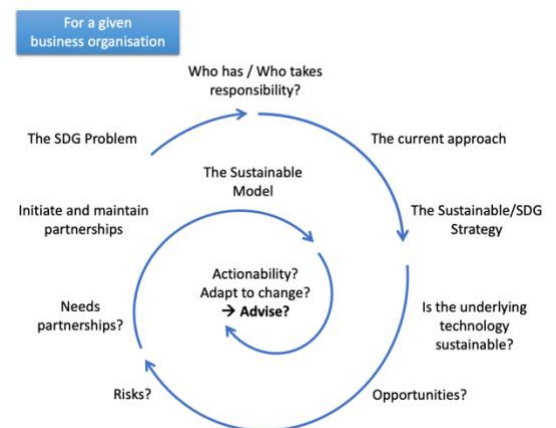 For a given
business organisation
Who has / Who takes
responsibility?
The SDG Problem
The current approach
The Sustainable
Model
Initiate and maintain
partnerships
The Sustainable/SDG
Strategy
Actionability?
Adapt to change?
→ Advise?
Needs
partnerships?
Is the underlying
technology
sustainable?
Risks?
Opportunities?